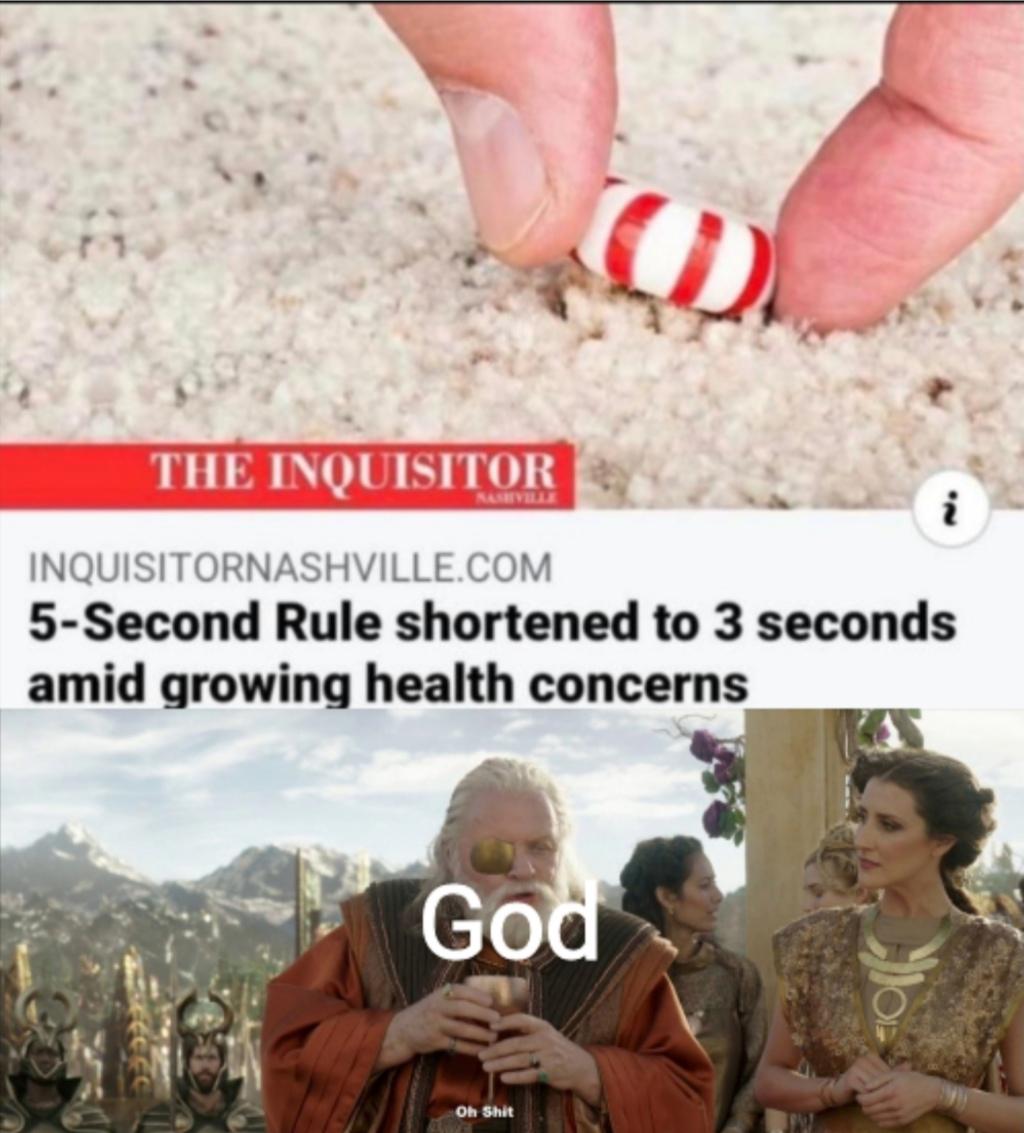 THE INQUISITOR
NASHVILLE
i
INQUISITORNASHVILLE.COM
5-Second Rule shortened to 3 seconds
amid growing health concerns
God
Oh Shit